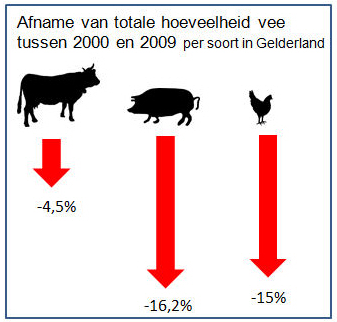 Afname van totale hoeveelheid vee
tussen 2000 en 2009 per soort in Gelderland
-4,5%
-16,2%
-15%